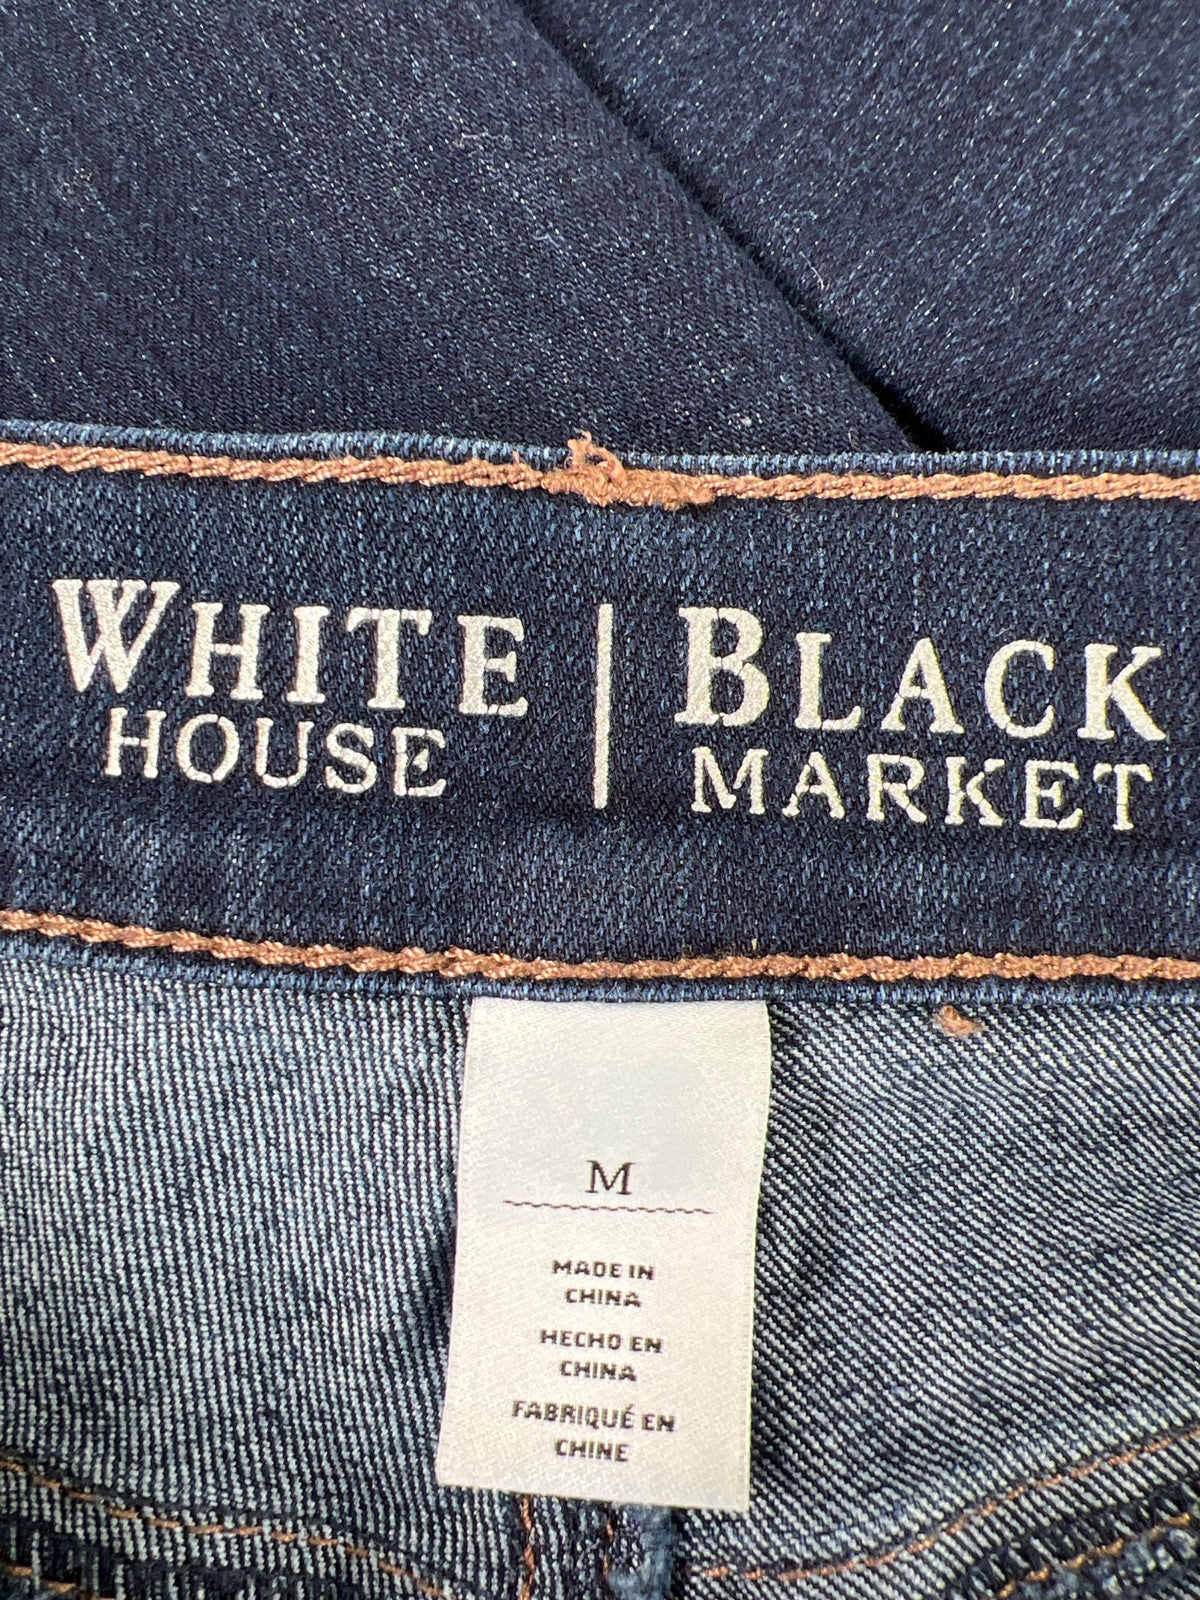 WHITE | BLACK
HOUSE | MARKET
M
MADE IN
CHINA
HECHO EN
CHINA
FABRIQUÉ EN
CHINE